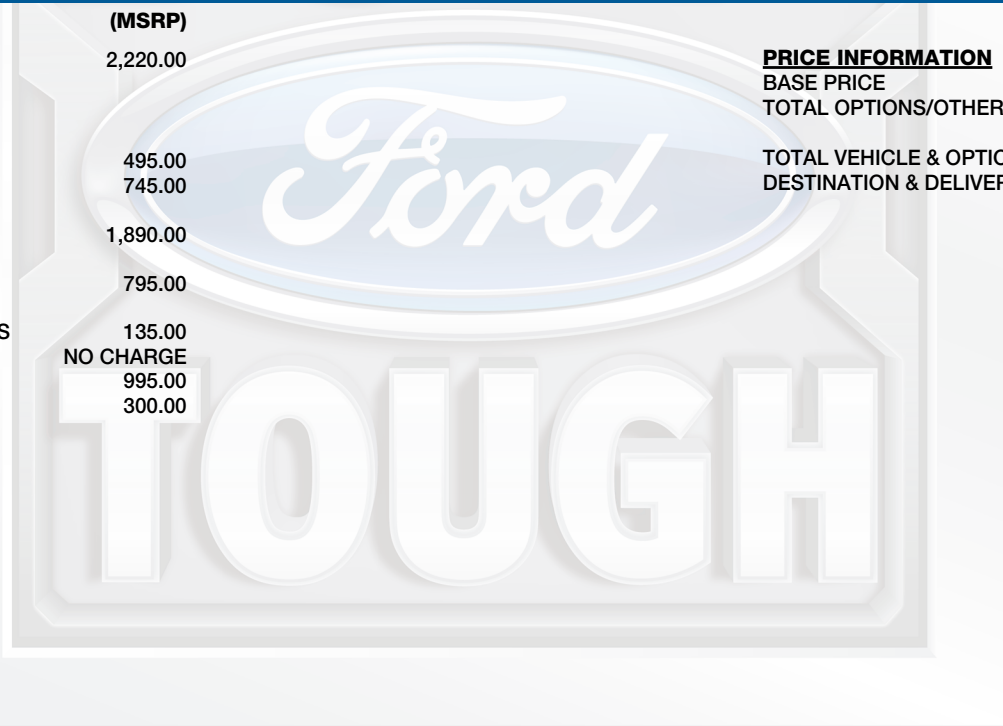 (MSRP)
2,220.00
495.00
745.00
1,890.00
795.00
S 135.00
NO CHARGE
995.00
300.00
PRICE INFORMATION
BASE PRICE
TOTAL OPTIONS/OTHER
TOTAL VEHICLE & OPTIO
DESTINATION & DELIVER
Ford
TOUGH